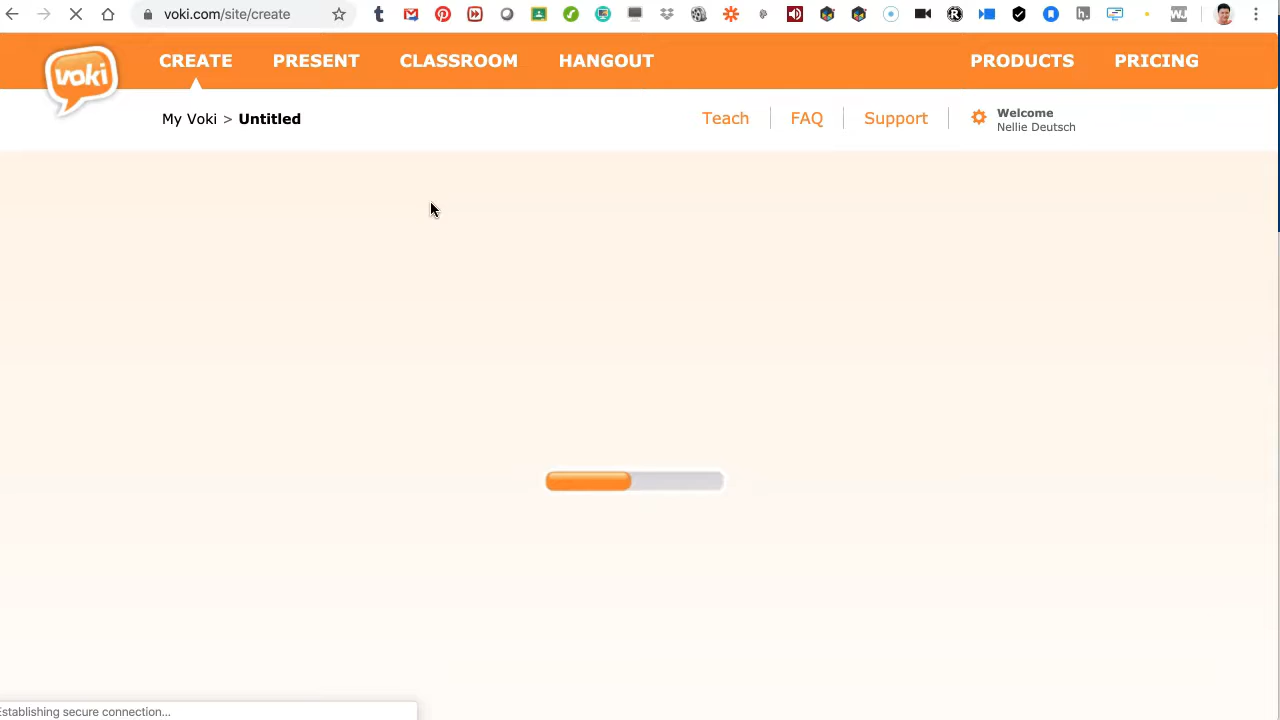 voki.com/site/create
voki
CREATE PRESENT CLASSROOM HANGOUT PRODUCTS PRICING
My Voki > Untitled
Teach FAQ Support Welcome
Nellie Deutsch
Establishing secure connection...